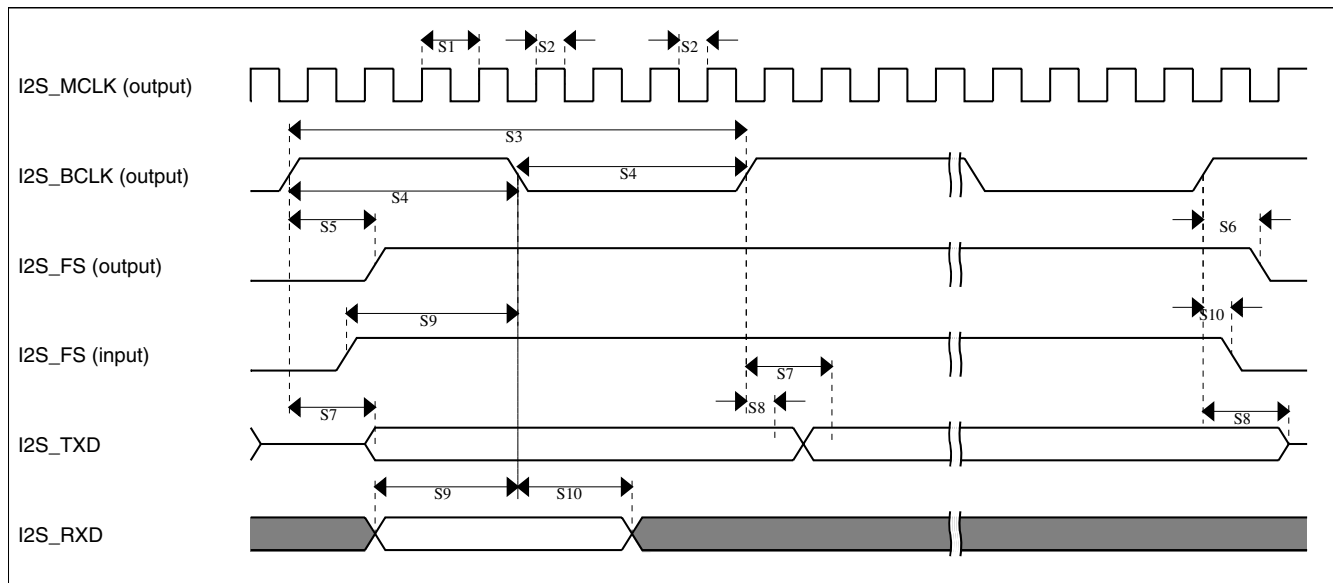 S1 S2 S2
I2S_MCLK (output)
S3
I2S_BCLK (output)
S4
S4
S5 S6
I2S_FS (output)
S9 S10
I2S_FS (input)
S7
S7 S8 S8
I2S_TXD
S9 S10
I2S_RXD